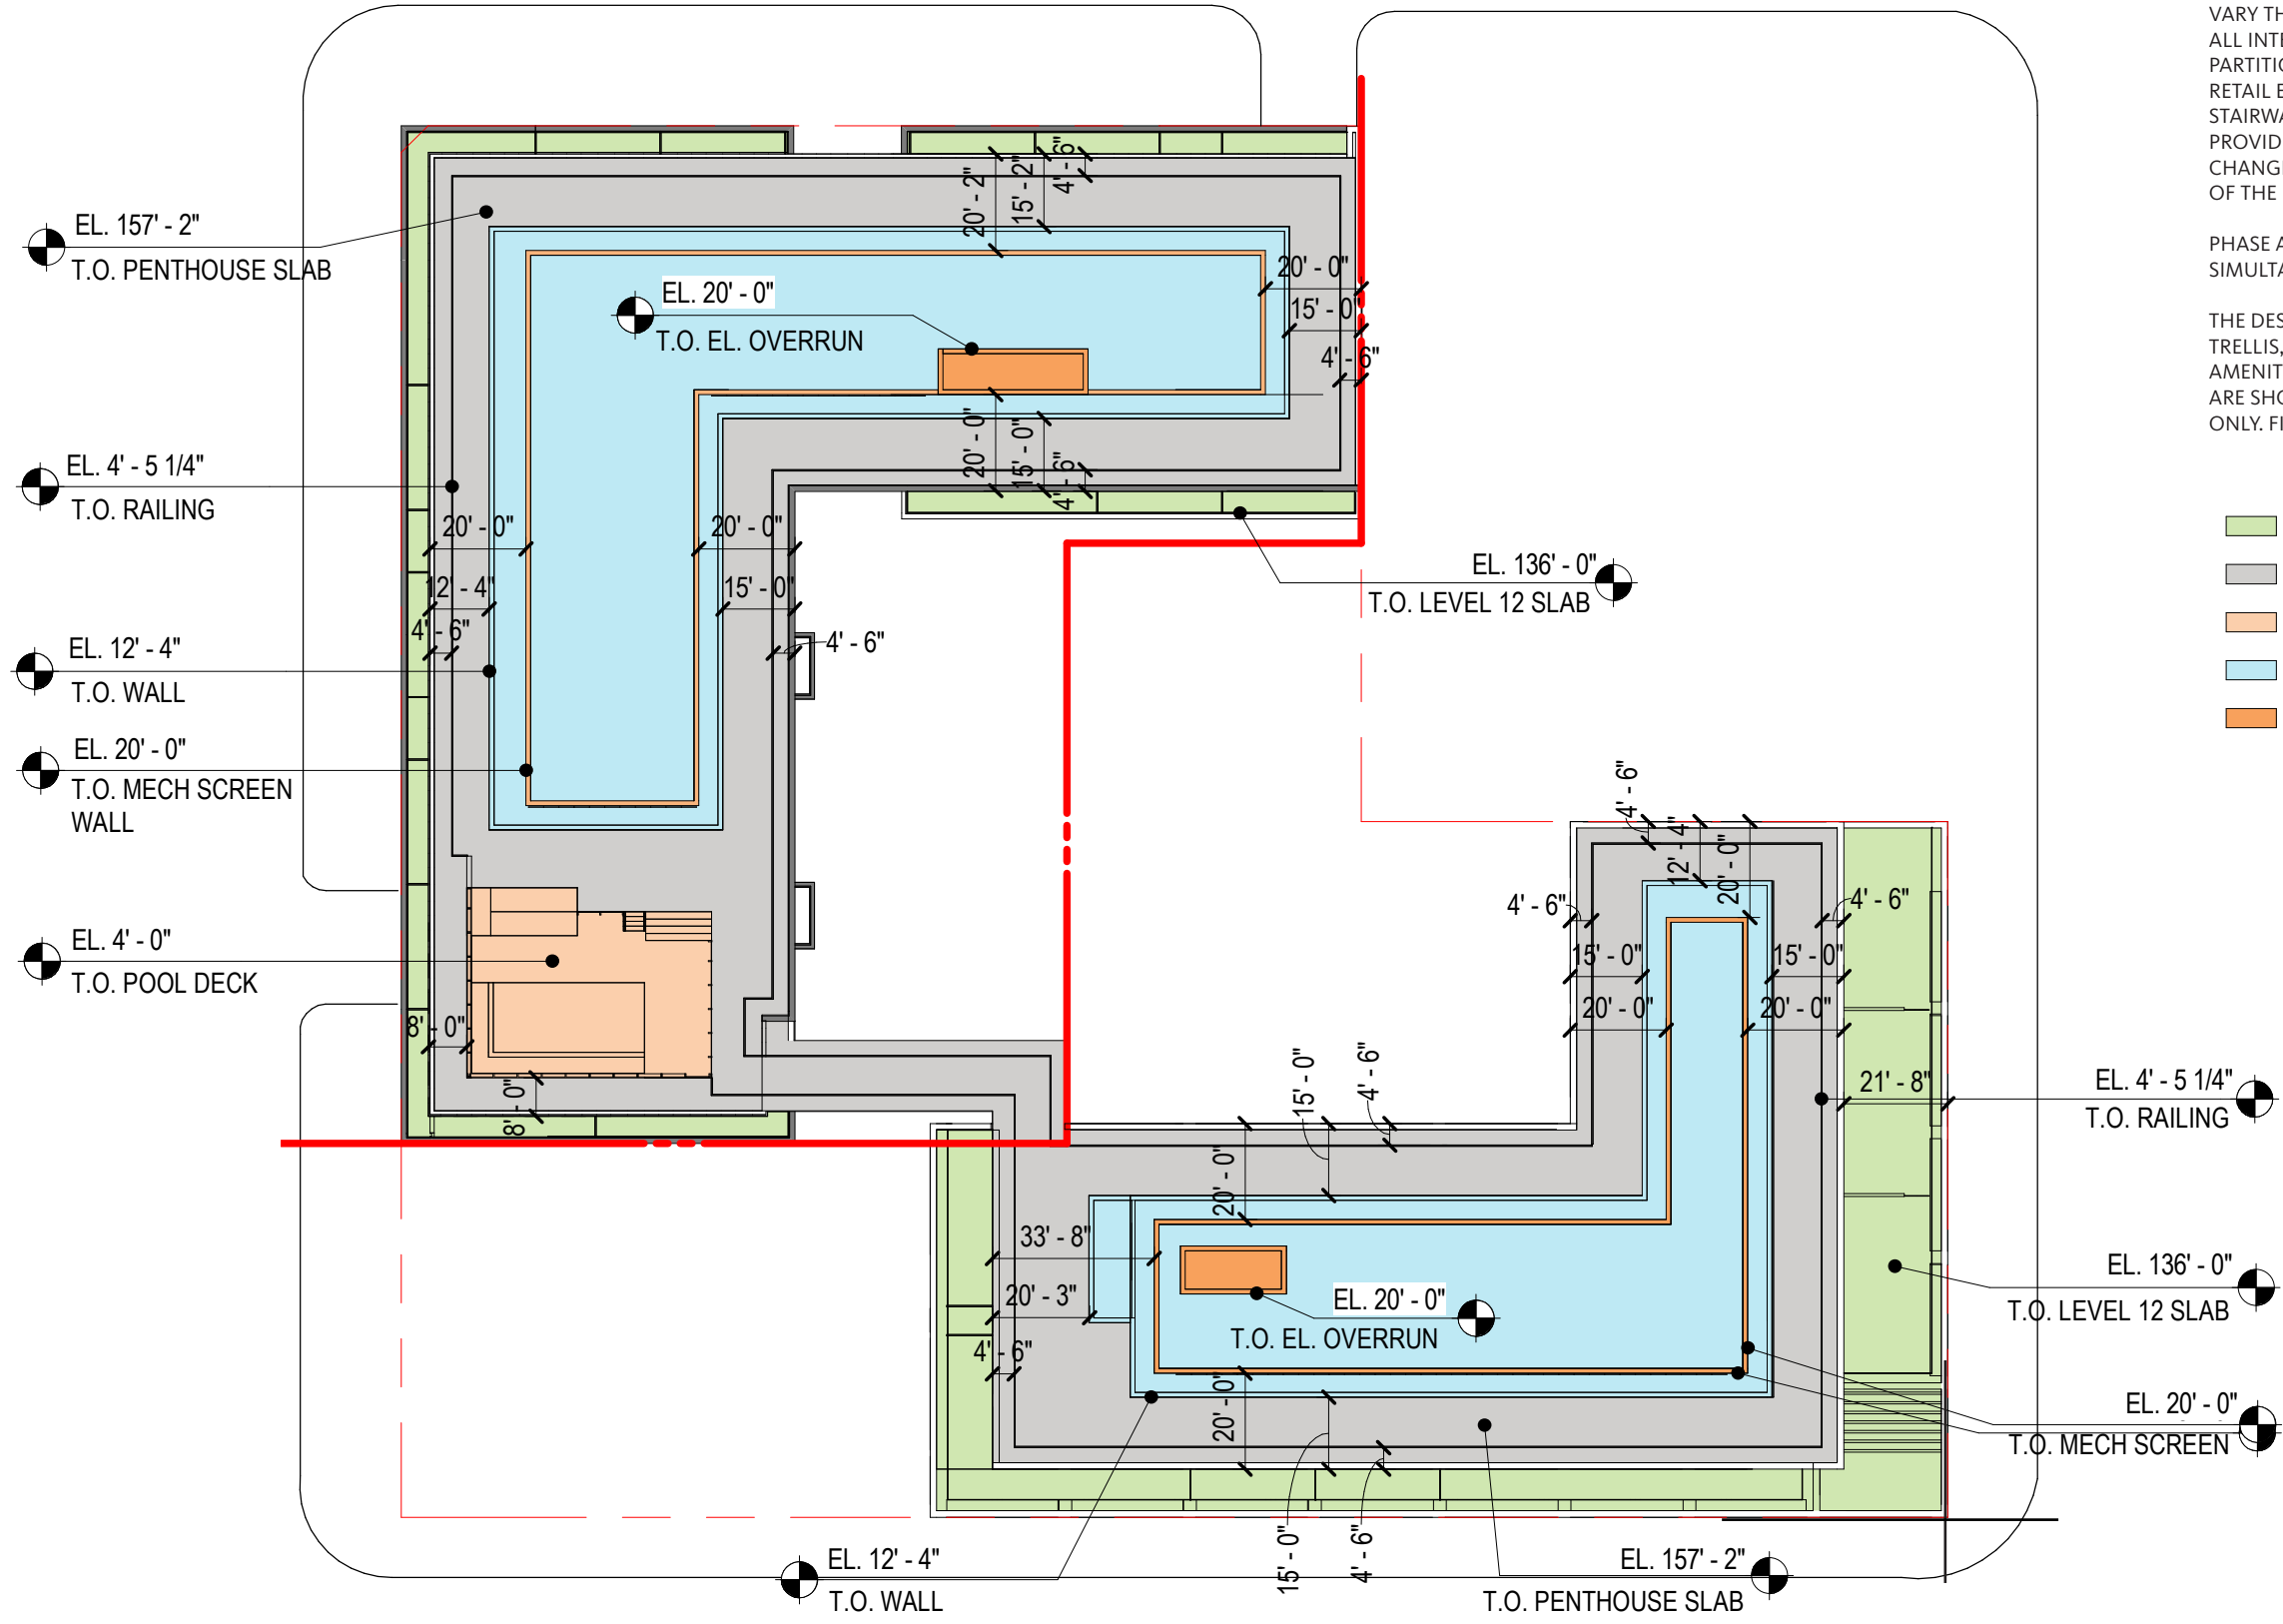 VARY TH
ALL INTE
PARTITIO
RETAIL E
STAIRWA
PROVID
CHANGE
OF THE
PHASE A
SIMULTA
THE DES
TRELLIS,
AMENIT
ARE SHO
ONLY. FI
EL. 157' - 2"
T.O. PENTHOUSE SLAB
EL. 20' - 0"
T.O. EL. OVERRUN
20' - 2"
15' - 2"
4' - 6"
20' - 0"
15' - 0"
4' - 6"
20' - 0"
15' - 0"
4' - 6"
EL. 4' - 5 1/4"
T.O. RAILING
20' - 0"
20' - 0"
12' - 4"
15' - 0"
4' - 6"
4' - 6"
EL. 136' - 0"
T.O. LEVEL 12 SLAB
EL. 12' - 4"
T.O. WALL
EL. 20' - 0"
T.O. MECH SCREEN
WALL
EL. 4' - 0"
T.O. POOL DECK
8' - 0"
8' - 0"
4' - 6"
12' - 4"
20' - 0"
4' - 6"
4' - 6"
15' - 0"
15' - 0"
20' - 0"
20' - 0"
21' - 8"
EL. 4' - 5 1/4"
T.O. RAILING
15' - 0"
4' - 6"
20' - 0"
33' - 8"
20' - 3"
4' - 6"
EL. 20' - 0"
T.O. EL. OVERRUN
EL. 136' - 0"
T.O. LEVEL 12 SLAB
EL. 20' - 0"
T.O. MECH SCREEN
20' - 0"
15' - 0"
4' - 6"
EL. 12' - 4"
T.O. WALL
EL. 157' - 2"
T.O. PENTHOUSE SLAB